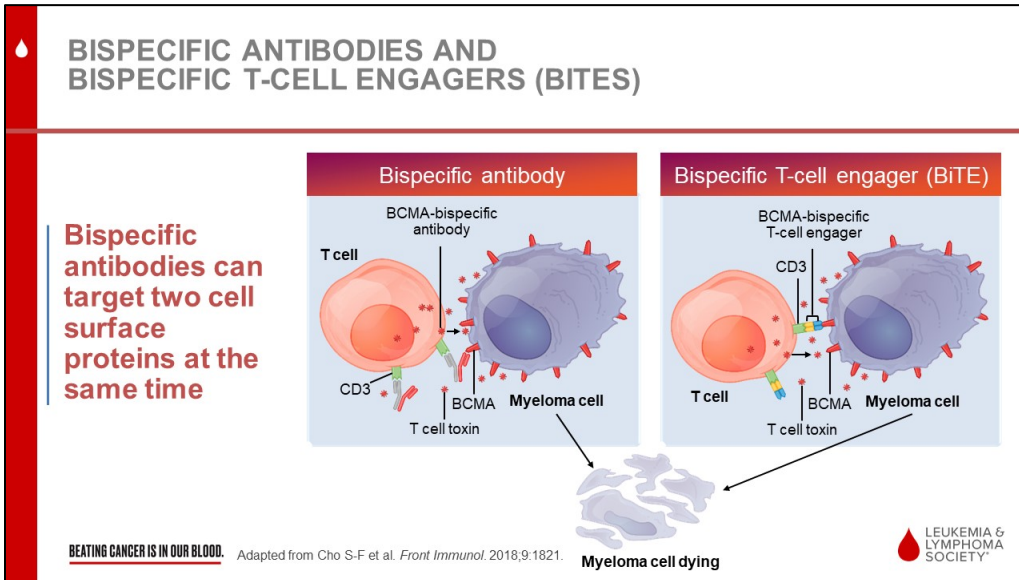 BISPECIFIC ANTIBODIES AND
BISPECIFIC T-CELL ENGAGERS (BITES)
Bispecific
antibodies can
target two cell
surface
proteins at the
same time
Bispecific antibody
BCMA-bispecific
antibody
T cell
CD3
BCMA
Myeloma cell
T cell toxin
Bispecific T-cell engager (BiTE)
BCMA-bispecific
T-cell engager
CD3
T cell
BCMA
Myeloma cell
T cell toxin
Myeloma cell dying
BEATING CANCER IS IN OUR BLOOD.
Adapted from Cho S-F et al. Front Immunol. 2018;9:1821.
LEUKEMIA &
LYMPHOMA
SOCIETY®